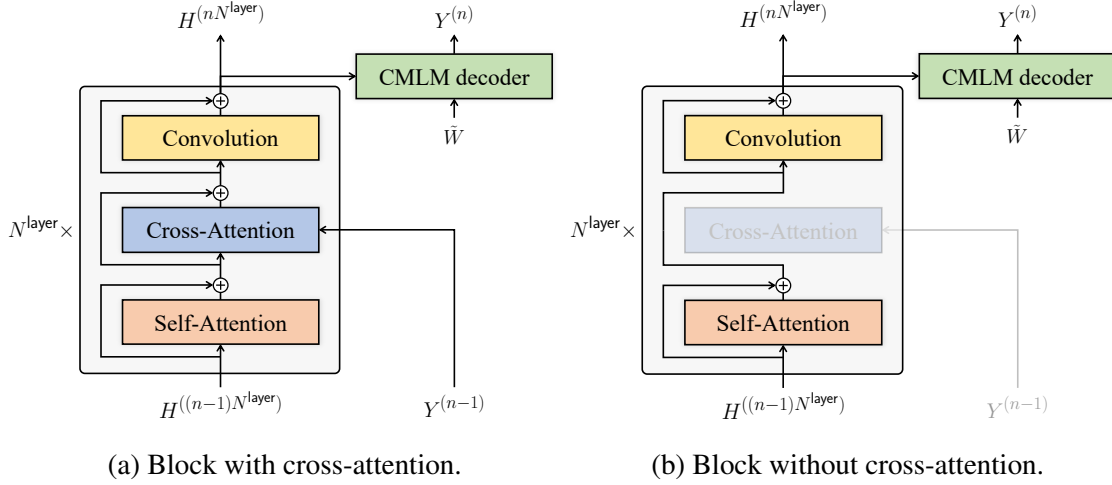 H^{(nN^{layer})}
Y^{(n)}
CMLM decoder
W̃
Convolution
Cross-Attention
N^{layer}×
Self-Attention
H^{((n−1)N^{layer})}
Y^{(n−1)}
(a) Block with cross-attention.
H^{(nN^{layer})}
Y^{(n)}
CMLM decoder
W̃
Convolution
Cross-Attention
N^{layer}×
Self-Attention
H^{((n−1)N^{layer})}
Y^{(n−1)}
(b) Block without cross-attention.